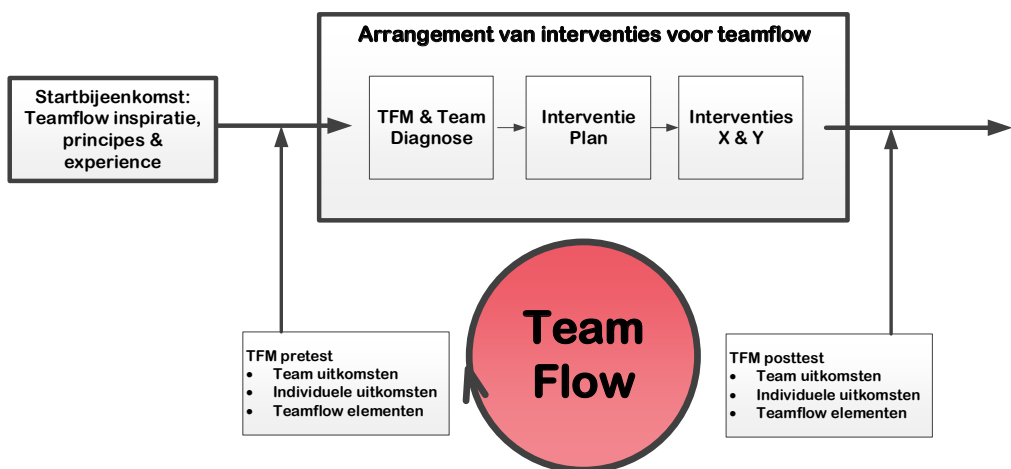 Arrangement van interventies voor teamflow
Startbijeenkomst:
Teamflow inspiratie,
principes &
experience
TFM & Team
Diagnose
Interventie
Plan
Interventies
X & Y
TFM pretest
• Team uitkomsten
• Individuele uitkomsten
• Teamflow elementen
Team
Flow
TFM posttest
• Team uitkomsten
• Individuele uitkomsten
• Teamflow elementen